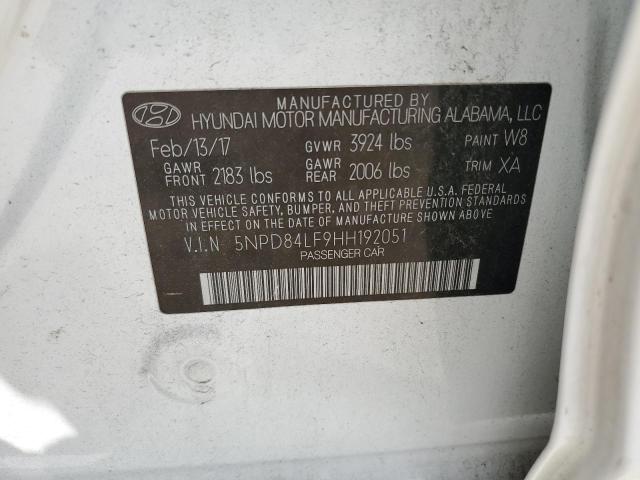 MANUFACTURED BY
HYUNDAI MOTOR MANUFACTURING ALABAMA, LLC
Feb/13/17 GVWR 3924 lbs PAINT W8
GAWR FRONT 2183 lbs GAWR REAR 2006 lbs TRIM XA
THIS VEHICLE CONFORMS TO ALL APPLICABLE U.S.A. FEDERAL
MOTOR VEHICLE SAFETY, BUMPER, AND THEFT PREVENTION STANDARDS
IN EFFECT ON THE DATE OF MANUFACTURE SHOWN ABOVE.
V.I.N 5NPD84LF9HH192051
PASSENGER CAR